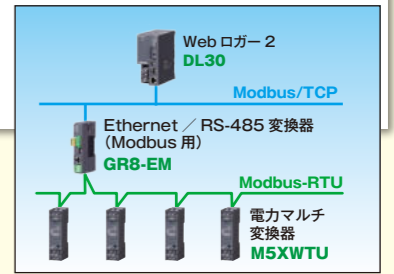 Web ロガー 2
DL30
Modbus/TCP
Ethernet ／ RS-485 変換器
（Modbus 用）
GR8-EM
Modbus-RTU
電力マルチ
変換器
M5XWTU